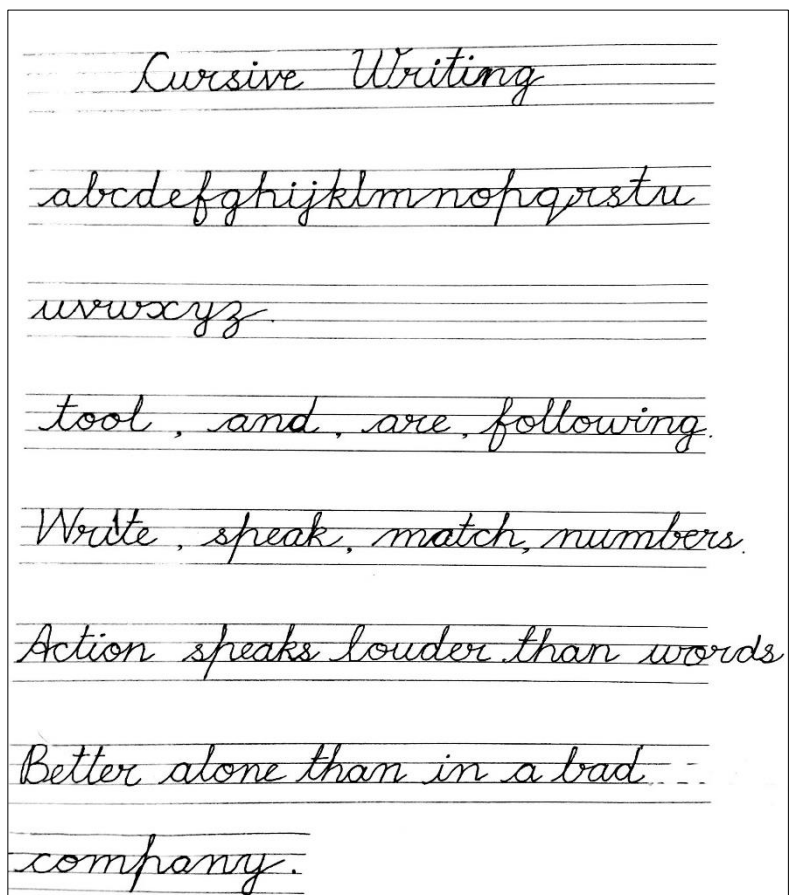 Cursive Writing
abcdefghijklmnopqrstu
uvwxyz.
tool, and, are, following.
Write, speak, match, numbers.
Action speaks louder than words
Better alone than in a bad
company.